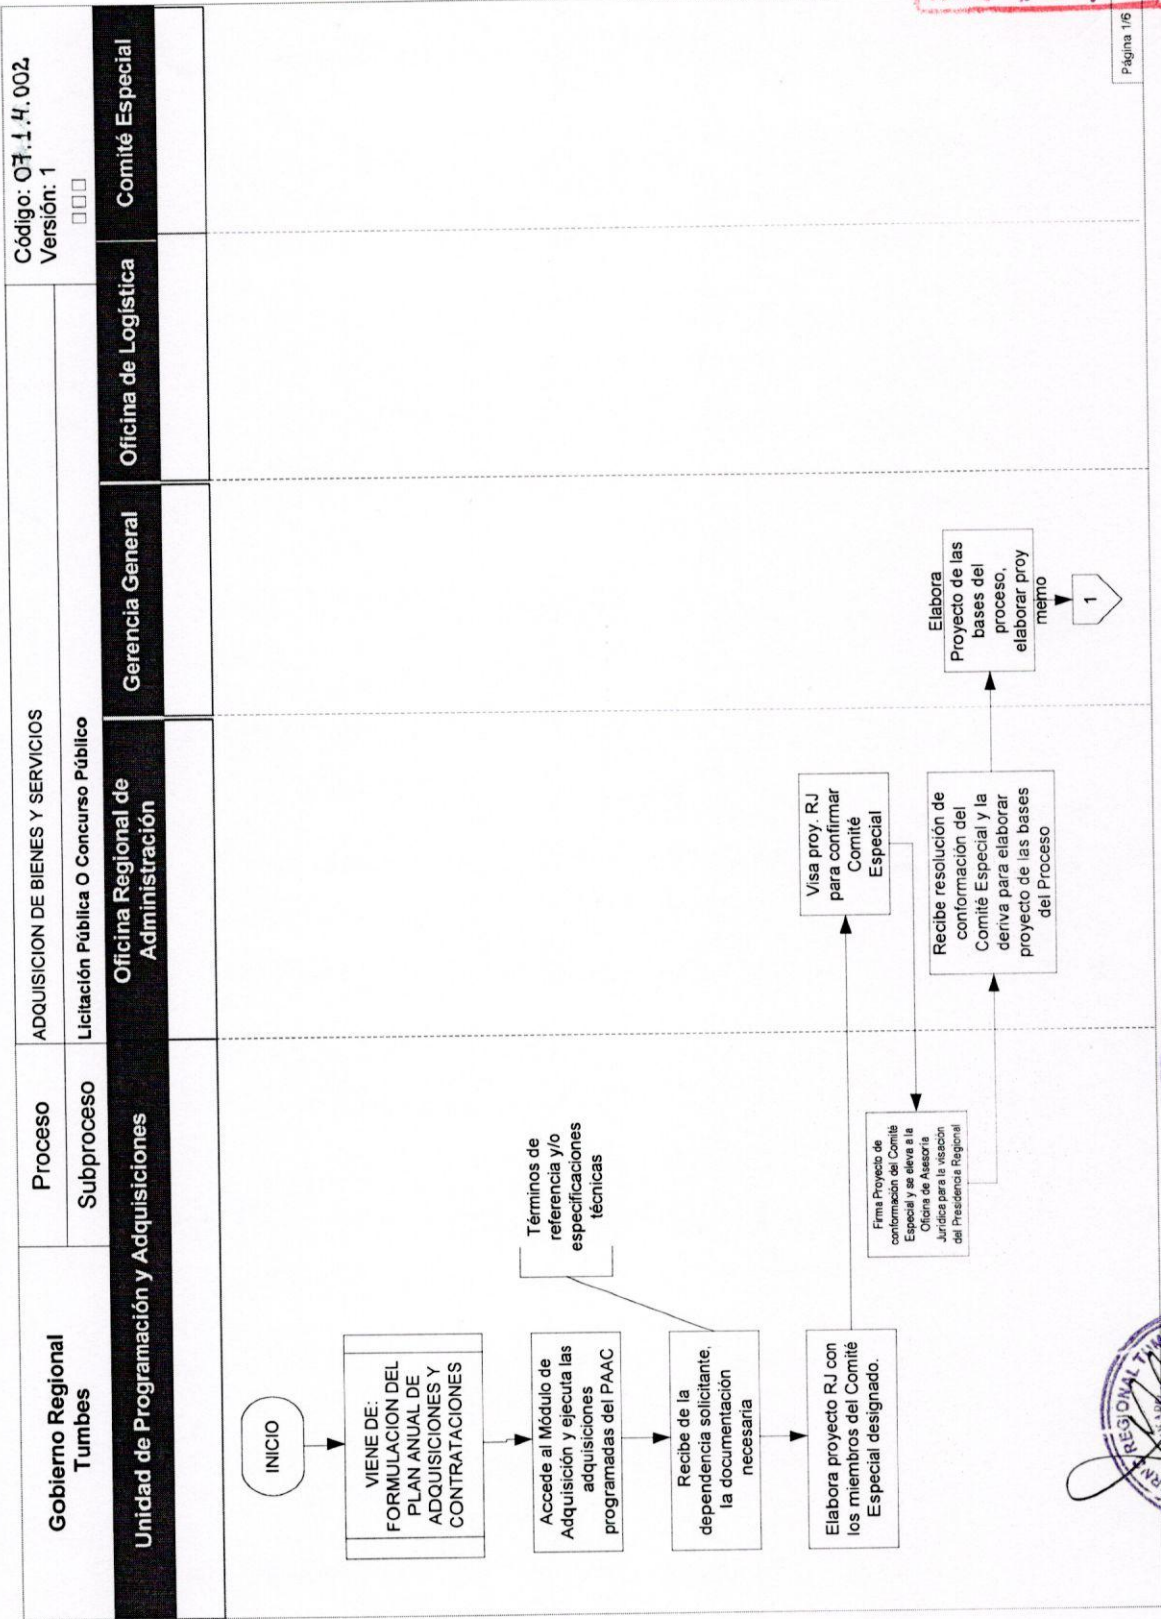 Gobierno Regional
Tumbes
Proceso
ADQUISICION DE BIENES Y SERVICIOS
Código: 07.1.4.002
Versión: 1
Subproceso
Licitación Pública O Concurso Público
□□□
Unidad de Programación y Adquisiciones
Oficina Regional de
Administración
Gerencia General
Oficina de Logística
Comité Especial
INICIO
VIENE DE:
FORMULACION DEL
PLAN ANUAL DE
ADQUISICIONES Y
CONTRATACIONES
Accede al Módulo de
Adquisición y ejecuta las
adquisiciones
programadas del PAAC
Términos de
referencia y/o
especificaciones
técnicas
Recibe de la
dependencia solicitante,
la documentación
necesaria
Elabora proyecto RJ con
los miembros del Comité
Especial designado.
Visa proy. RJ
para confirmar
Comité
Especial
Firma Proyecto de
conformación del Comité
Especial y se eleva a la
Oficina de Asesoria
Jurídica para la visación
del Presidencia Regional
Recibe resolución de
conformación del
Comité Especial y la
deriva para elaborar
proyecto de las bases
del Proceso
Elabora
Proyecto de las
bases del
proceso,
elaborar proy
memo
1
REGIONAL
Página 1/6